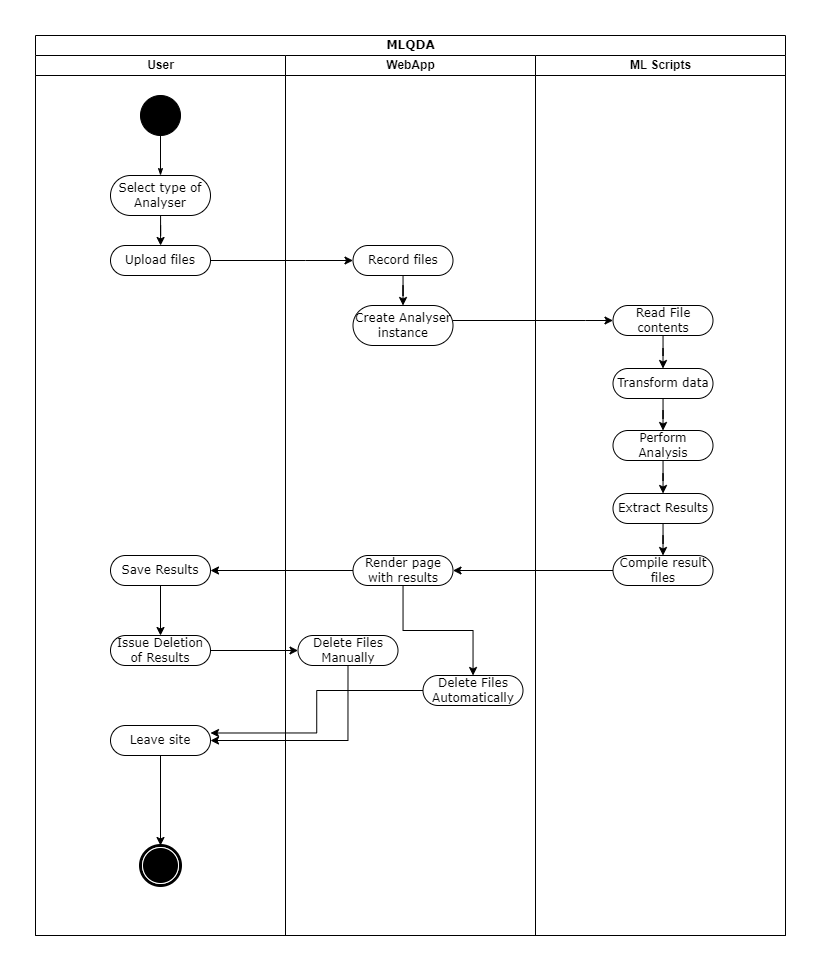 MLQDA
User
WebApp
ML Scripts
Select type of
Analyser
Upload files
Record files
Create Analyser
instance
Read File
contents
Transform data
Perform
Analysis
Extract Results
Save Results
Render page
with results
Compile result
files
Issue Deletion
of Results
Delete Files
Manually
Delete Files
Automatically
Leave site